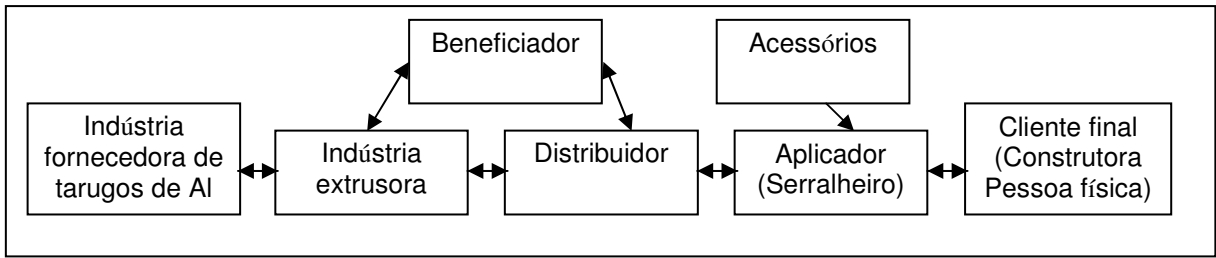 Beneficiador
Acessórios
Indústria
fornecedora de
tarugos de Al
Indústria
extrusora
Distribuidor
Aplicador
(Serralheiro)
Cliente final
(Construtora
Pessoa física)